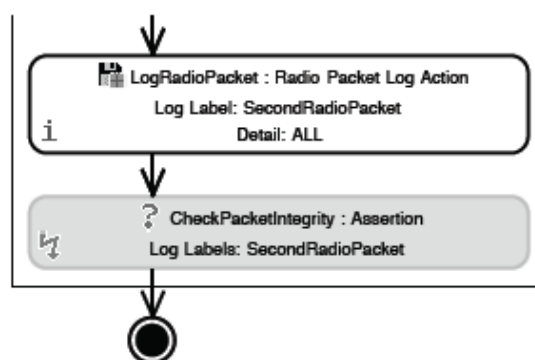 LogRadioPacket : Radio Packet Log Action
Log Label: SecondRadioPacket
i
Detail: ALL
? CheckPacketIntegrity : Assertion
Log Labels: SecondRadioPacket